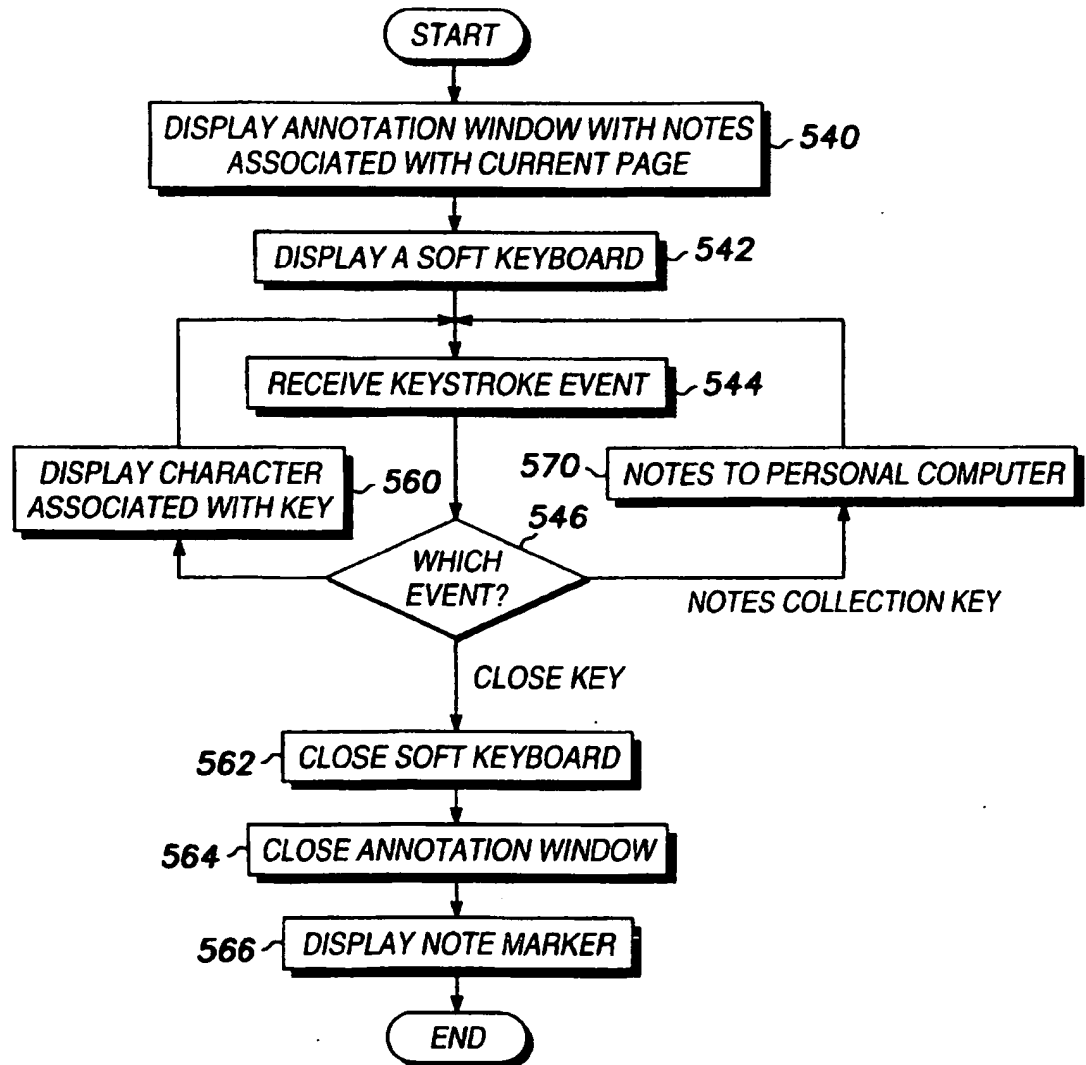 START
DISPLAY ANNOTATION WINDOW WITH NOTES
ASSOCIATED WITH CURRENT PAGE
540
DISPLAY A SOFT KEYBOARD
542
RECEIVE KEYSTROKE EVENT
544
DISPLAY CHARACTER
ASSOCIATED WITH KEY
560
570
NOTES TO PERSONAL COMPUTER
546
WHICH
EVENT?
NOTES COLLECTION KEY
CLOSE KEY
562
CLOSE SOFT KEYBOARD
564
CLOSE ANNOTATION WINDOW
566
DISPLAY NOTE MARKER
END